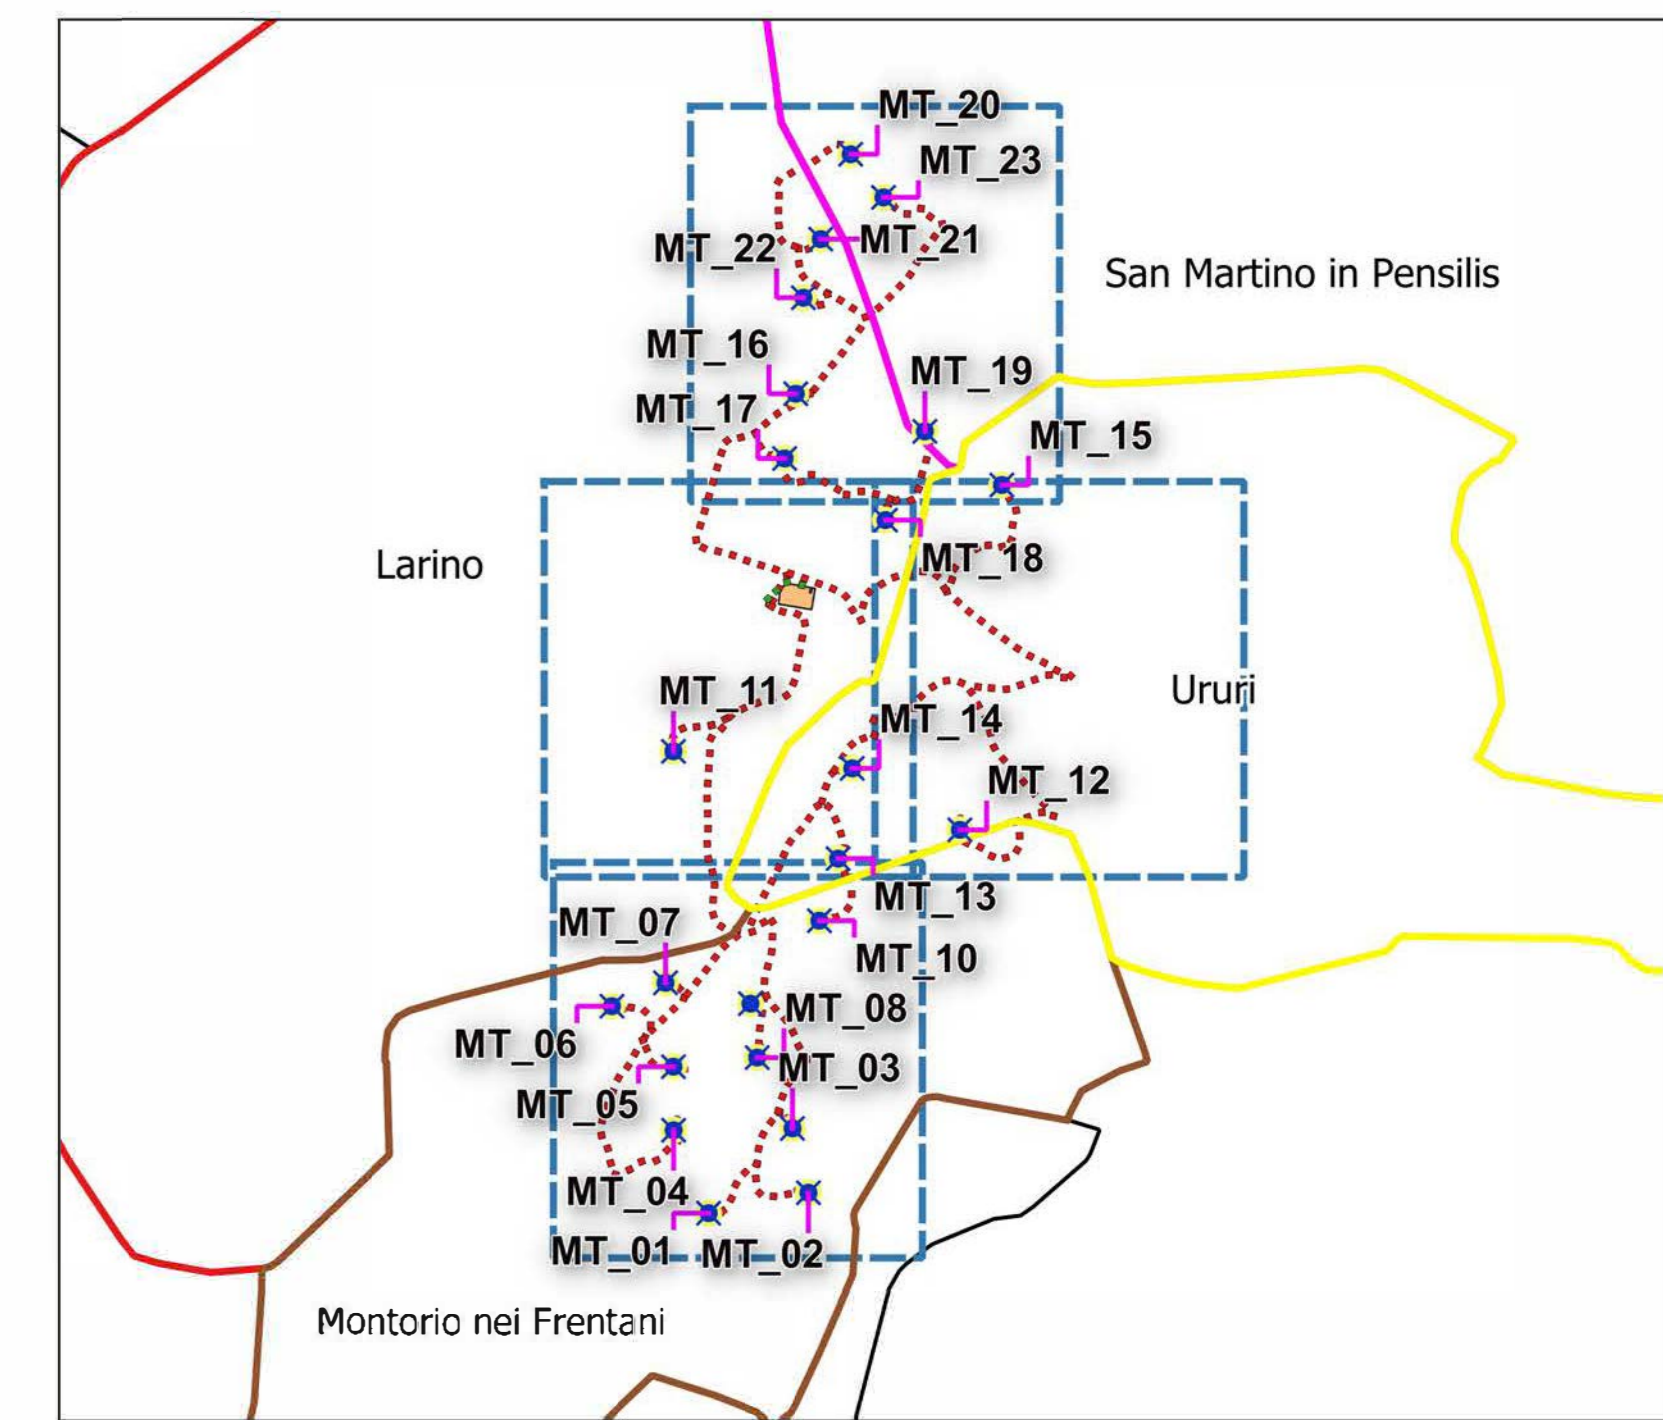 MT_20
MT_23
MT_21
MT_22
San Martino in Pensilis
MT_16
MT_19
MT_17
MT_15
MT_18
Larino
MT_11
Ururi
MT_14
MT_12
MT_13
MT_07
MT_10
MT_08
MT_06
MT_03
MT_05
MT_04
MT_01
MT_02
Montorio nei Frentani